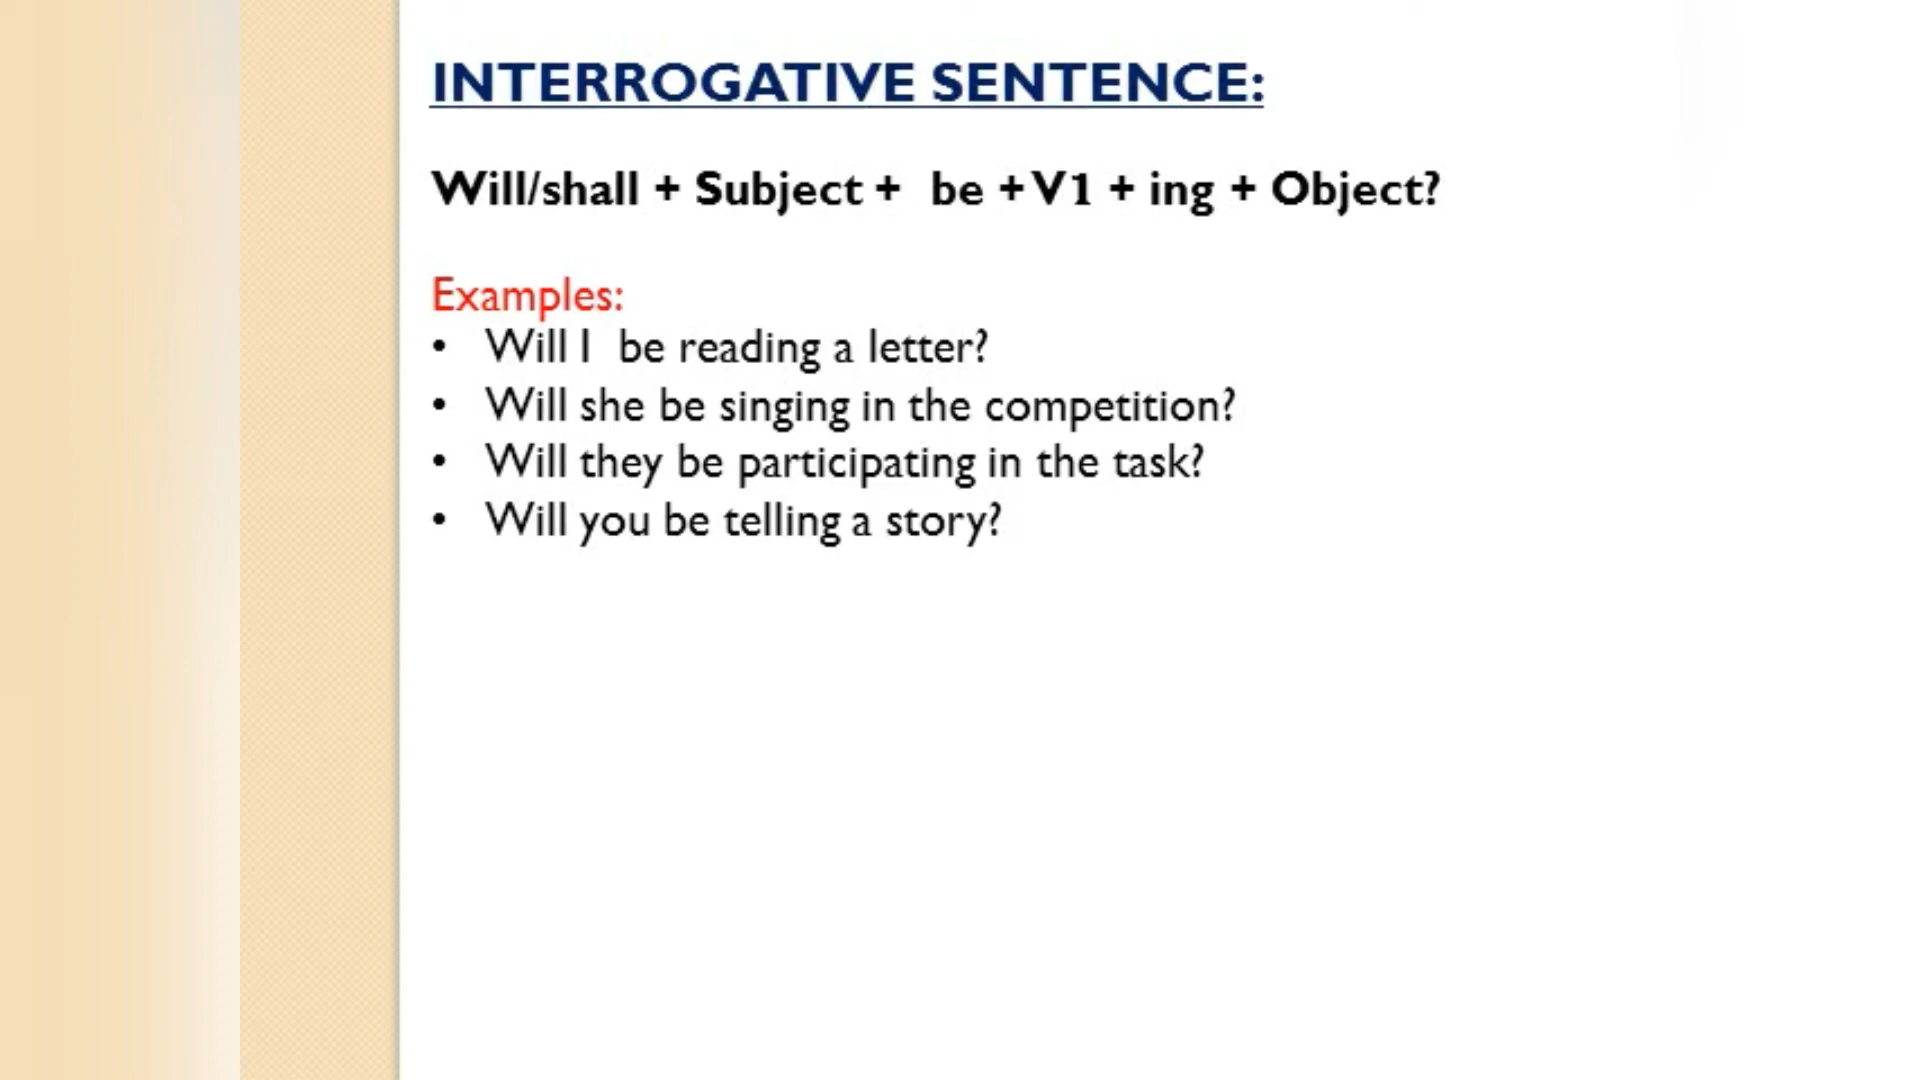 INTERROGATIVE SENTENCE:
Will/shall + Subject + be + V1 + ing + Object?
Examples:
• Will I be reading a letter?
• Will she be singing in the competition?
• Will they be participating in the task?
• Will you be telling a story?